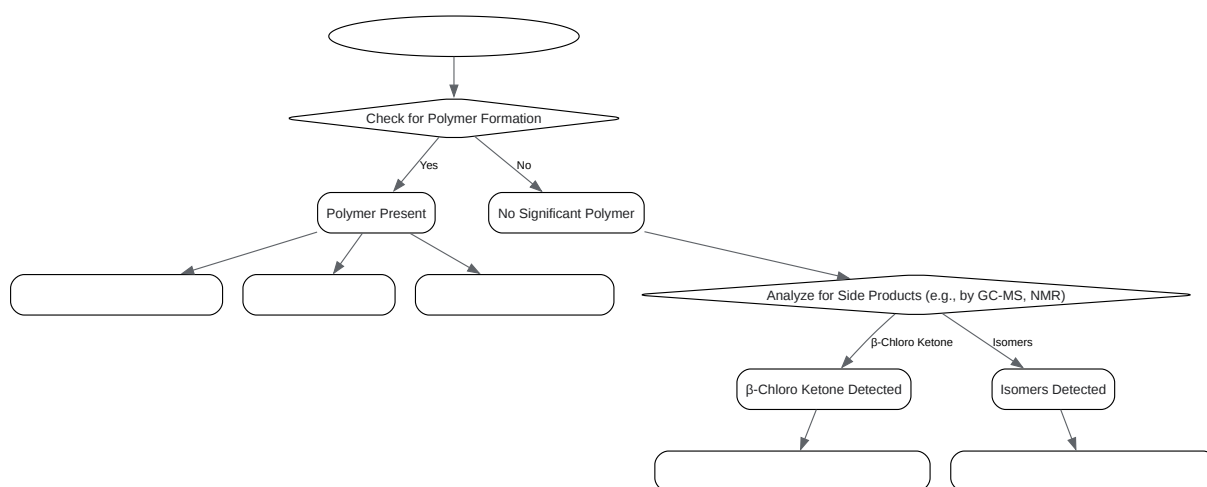 Check for Polymer Formation
Yes
No
Polymer Present
No Significant Polymer
Analyze for Side Products (e.g., by GC-MS, NMR)
β-Chloro Ketone
Isomers
β-Chloro Ketone Detected
Isomers Detected